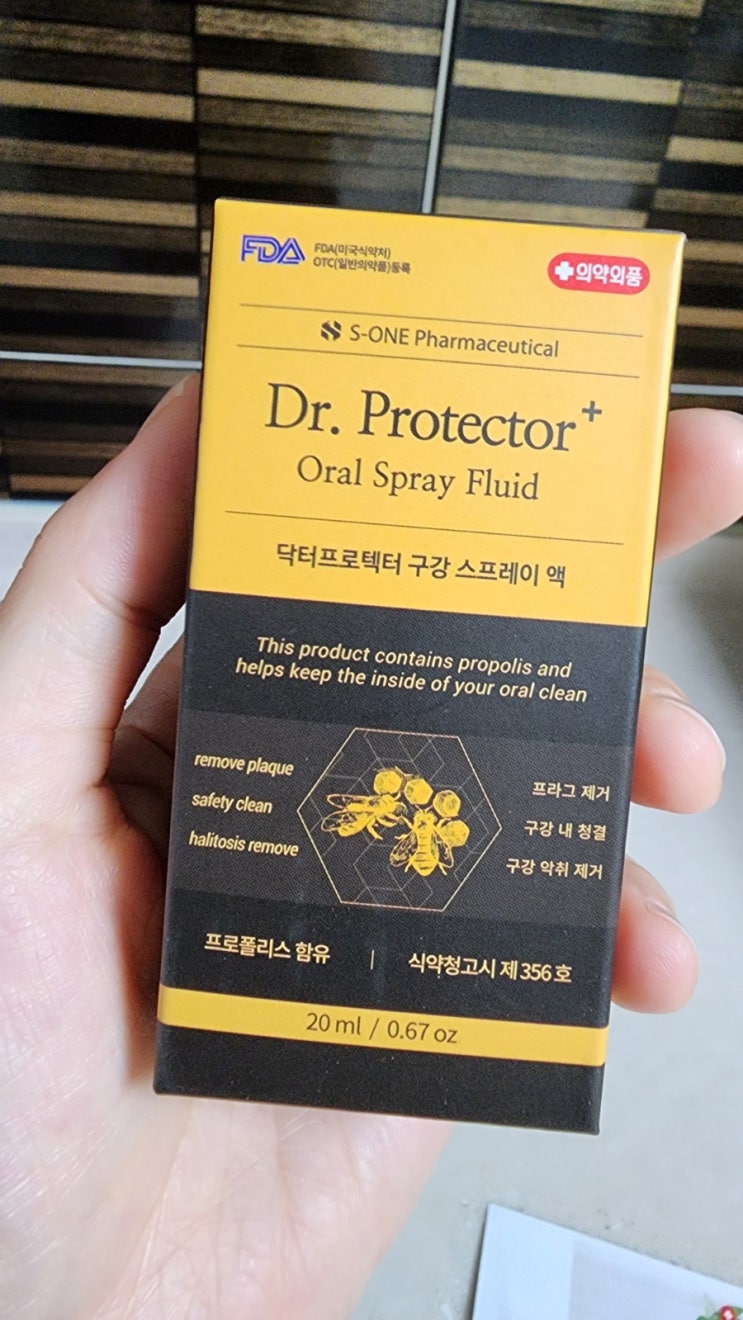 FDA
FDA(미국식약처)
OTC(일반의약품)등록
의약외품
S-ONE Pharmaceutical
Dr. Protector+
Oral Spray Fluid
닥터프로텍터 구강 스프레이 액
This product contains propolis and
helps keep the inside of your oral clean
remove plaque
safety clean
halitosis remove
프라그 제거
구강 내 청결
구강 악취 제거
프로폴리스 함유 | 식약청고시 제356호
20 ml / 0.67 oz